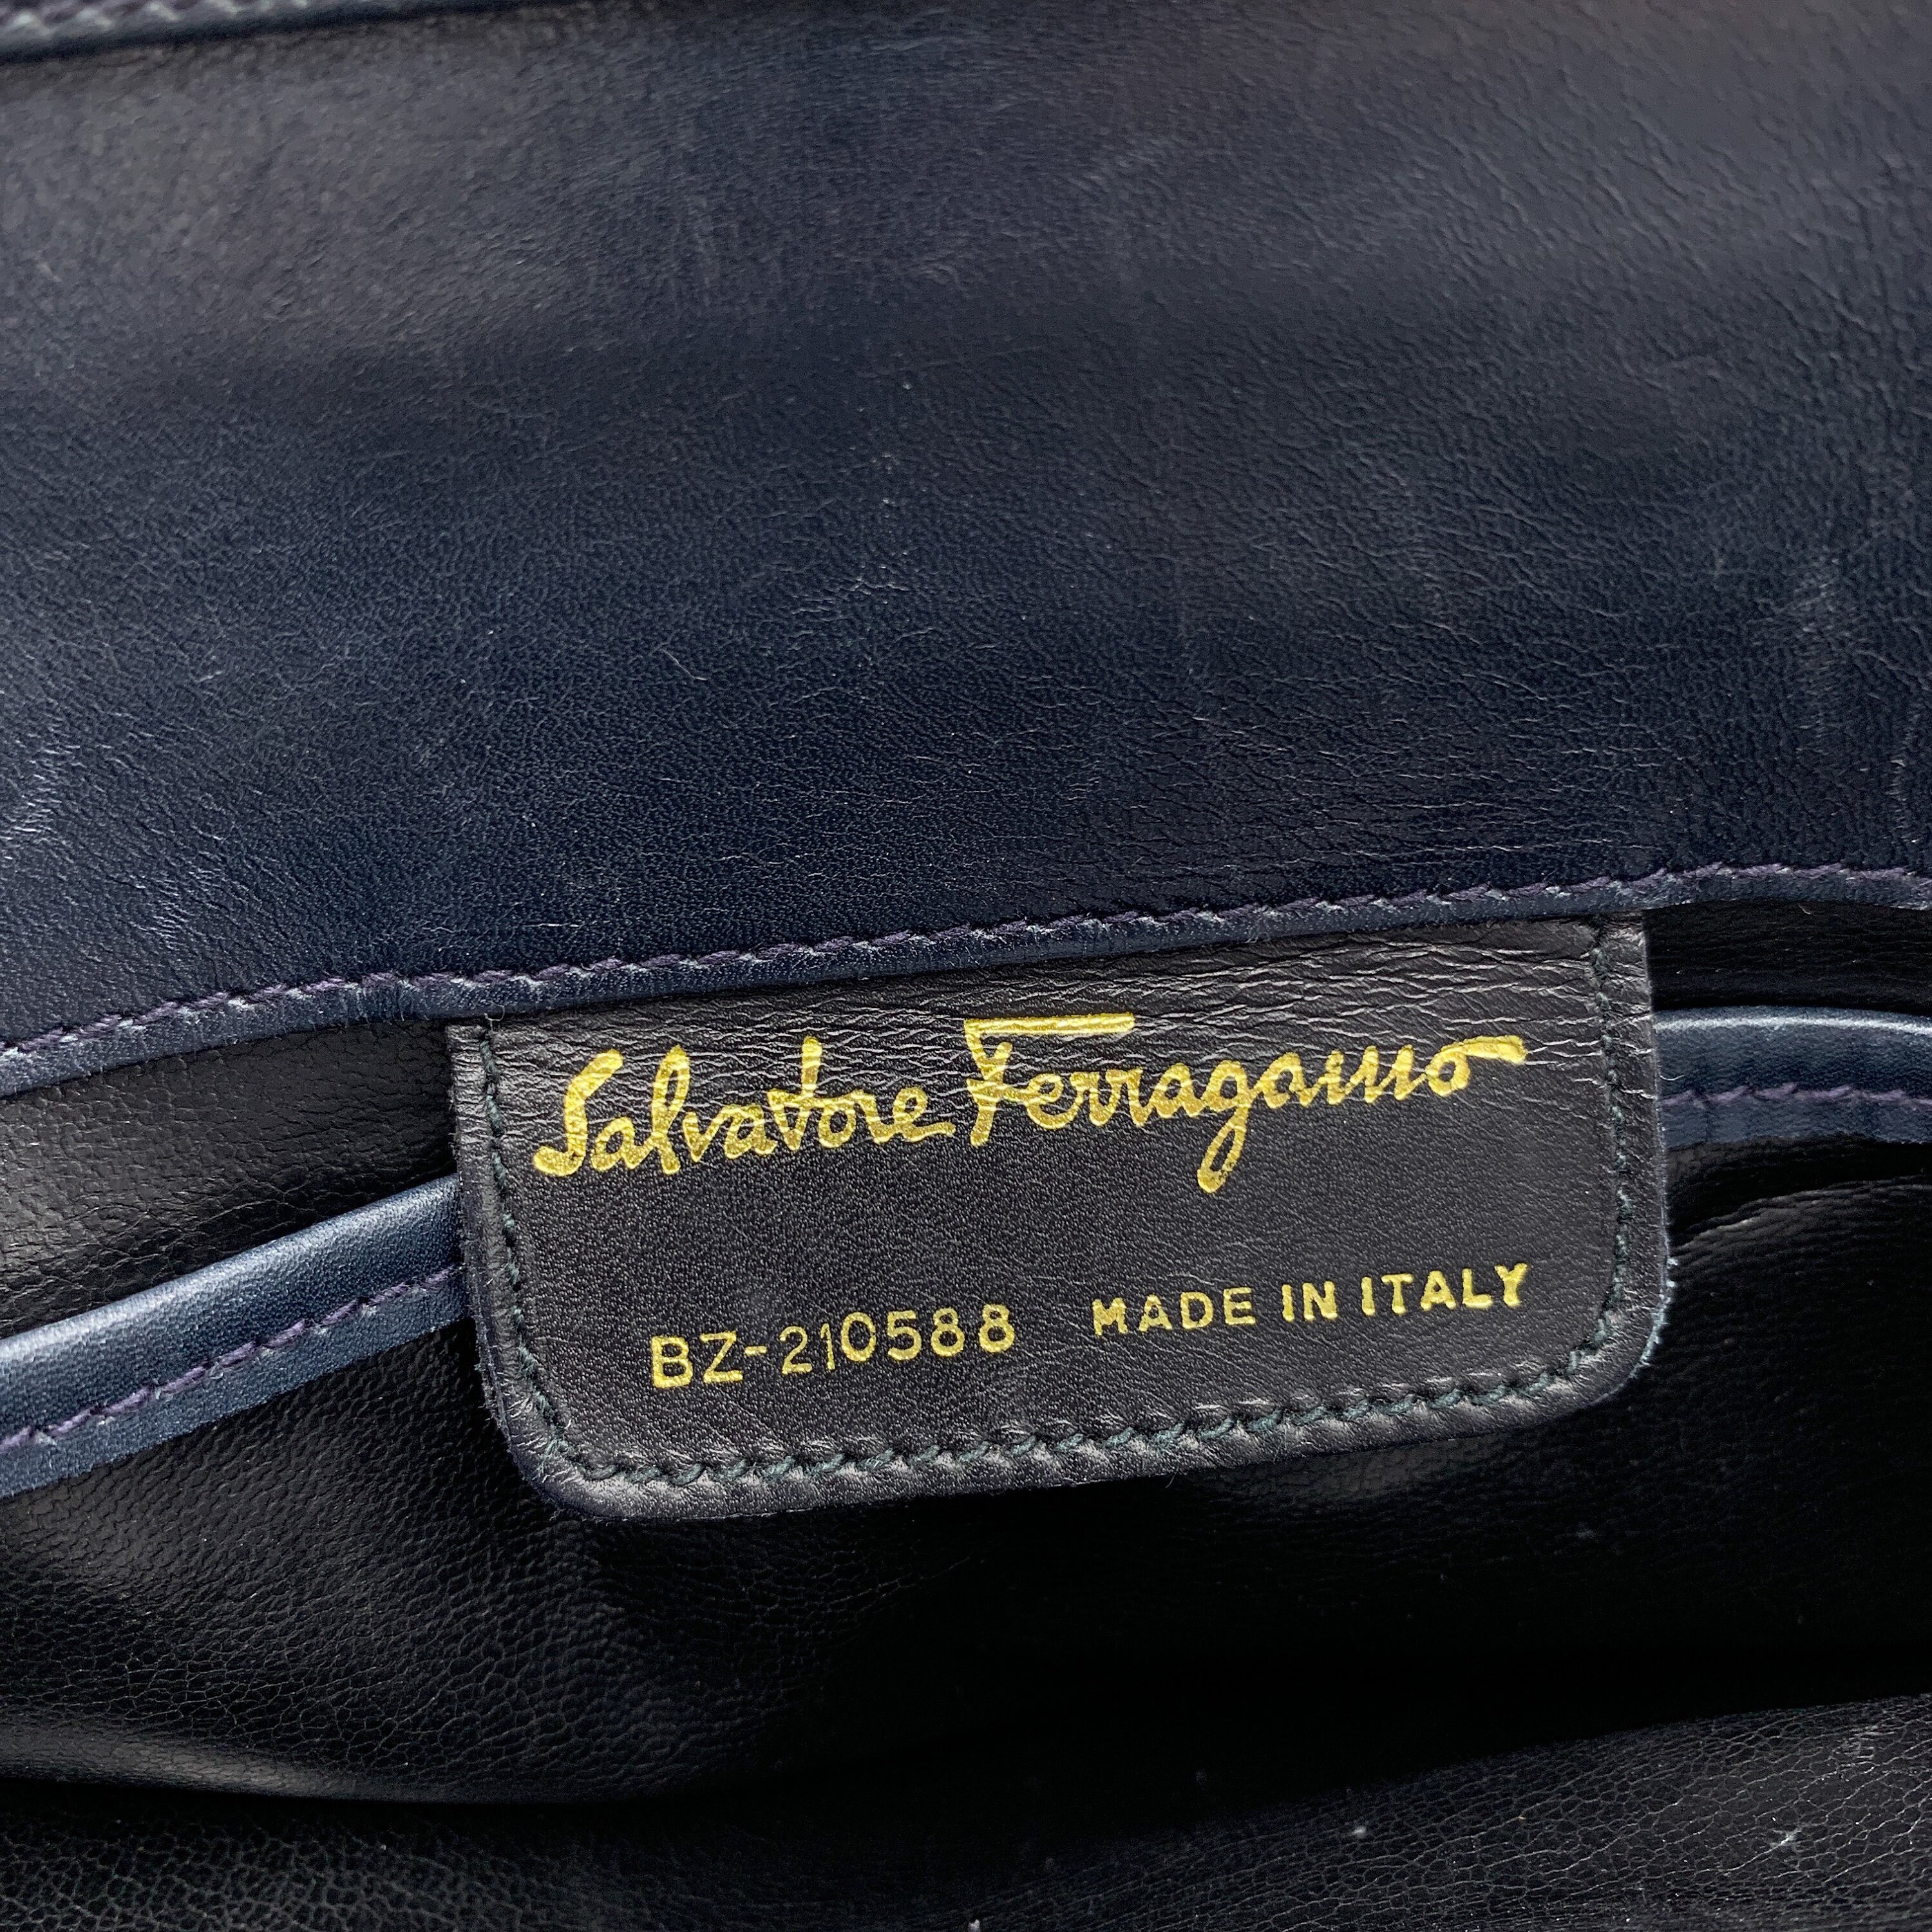 Salvatore Ferragamo
BZ-210588 MADE IN ITALY